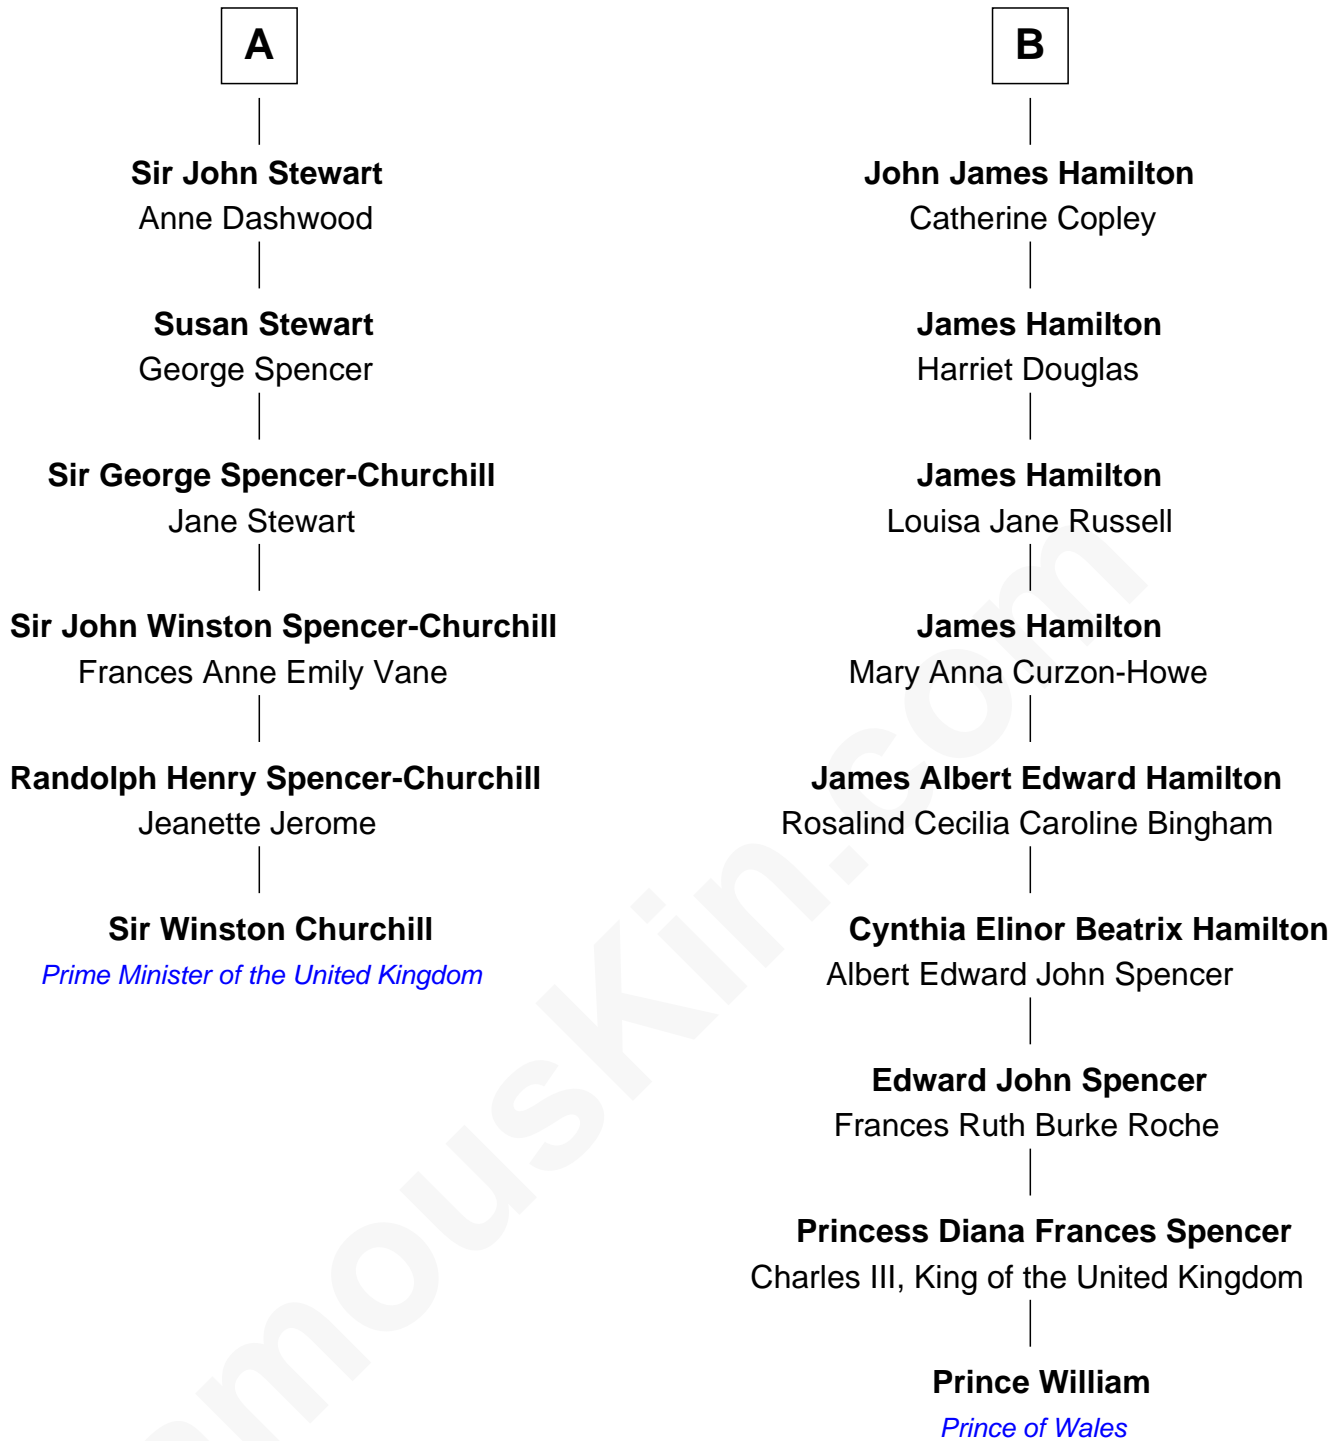 A
Sir John Stewart
Anne Dashwood
Susan Stewart
George Spencer
Sir George Spencer-Churchill
Jane Stewart
Sir John Winston Spencer-Churchill
Frances Anne Emily Vane
Randolph Henry Spencer-Churchill
Jeanette Jerome
Sir Winston Churchill
Prime Minister of the United Kingdom
B
John James Hamilton
Catherine Copley
James Hamilton
Harriet Douglas
James Hamilton
Louisa Jane Russell
James Hamilton
Mary Anna Curzon-Howe
James Albert Edward Hamilton
Rosalind Cecilia Caroline Bingham
Cynthia Elinor Beatrix Hamilton
Albert Edward John Spencer
Edward John Spencer
Frances Ruth Burke Roche
Princess Diana Frances Spencer
Charles III, King of the United Kingdom
Prince William
Prince of Wales
amouskin.com